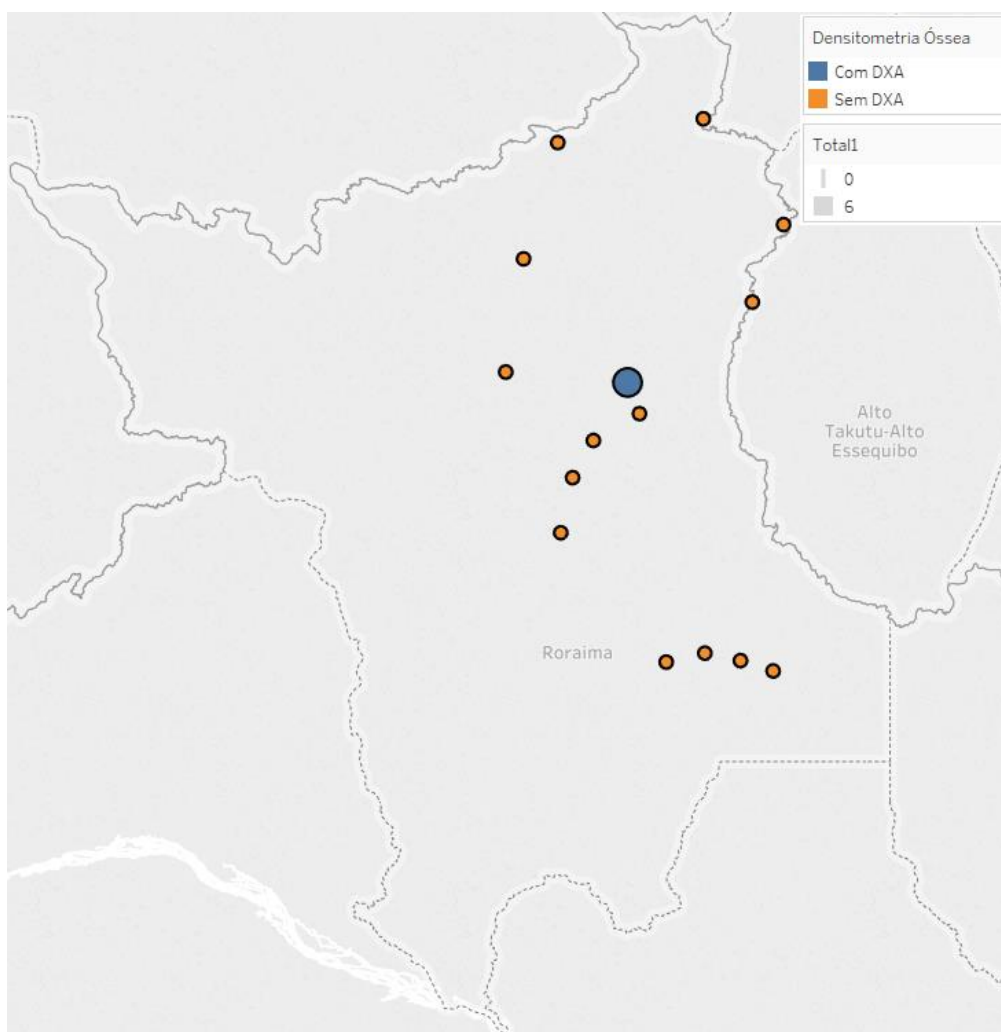 Densitometria Óssea
Com DXA
Sem DXA
Total1
0
6
Alto
Takutu-Alto
Essequibo
Roraima